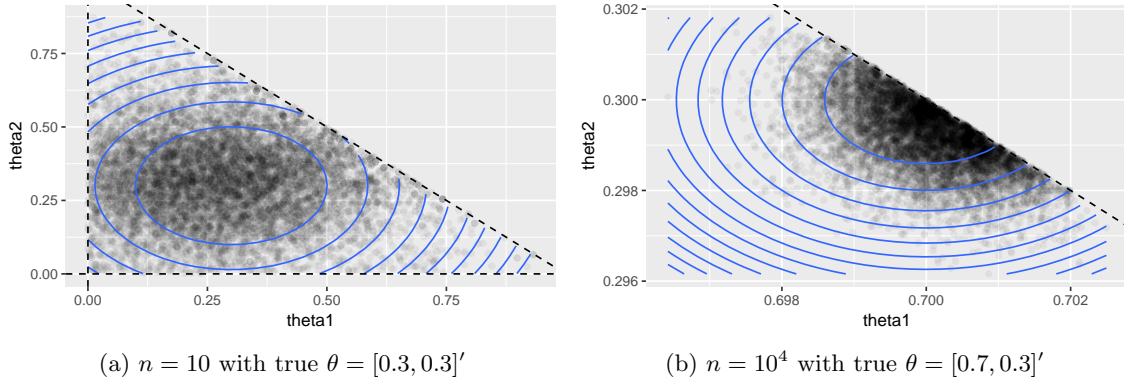 0.75
0.50
0.25
0.00
theta2
0.00
0.25
0.50
0.75
theta1
0.302
0.300
0.298
0.296
theta2
0.698
0.700
0.702
theta1
(a) n = 10 with true θ = [0.3, 0.3]′
(b) n = 10⁴ with true θ = [0.7, 0.3]′